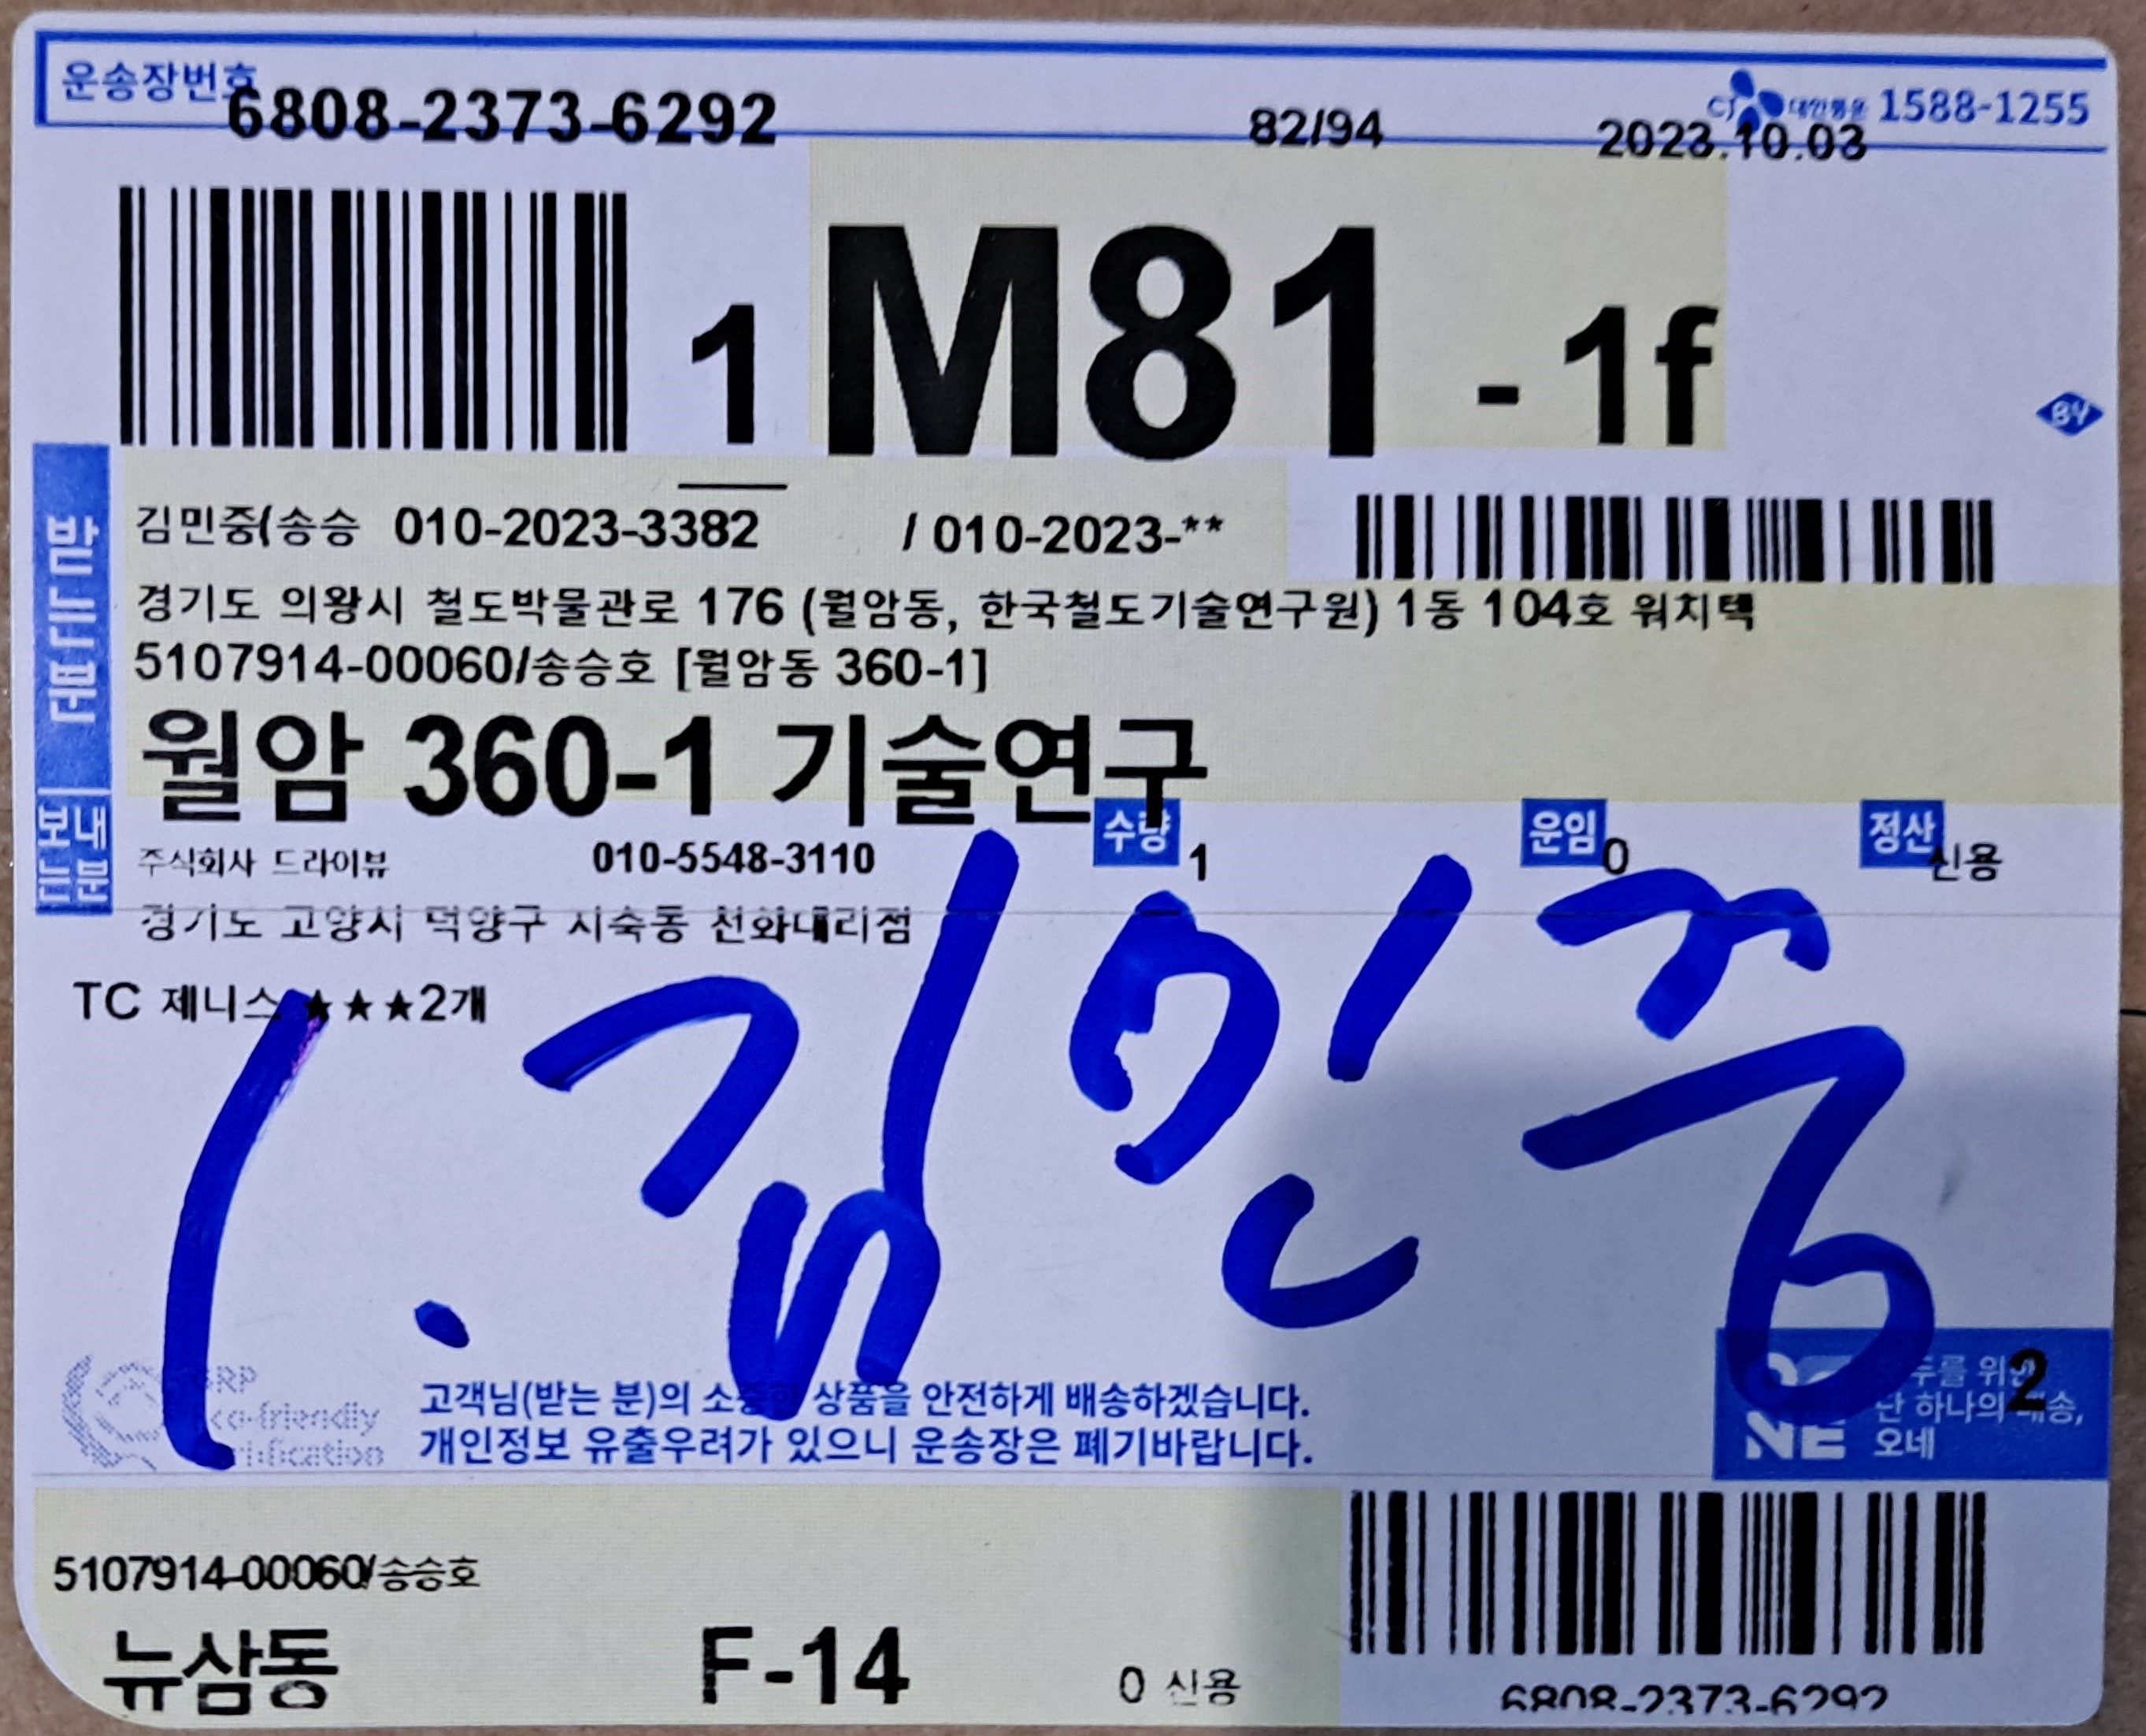 운송장번호 6808-2373-6292 82/94 2023.10.03 CJ 대한통운 1588-1255
1 M81 - 1f
BY
받는분
김민중(송승 010-2023-3382 / 010-2023-**
경기도 의왕시 철도박물관로 176 (월암동, 한국철도기술연구원) 1동 104호 워치텍
5107914-00060/송승호 [월암동 360-1]
월암 360-1 기술연구
보내는분
주식회사 드라이뷰 010-5548-3110 수량 1 운임 0 정산 신용
경기도 고양시 덕양구 지축동 전화대리점
TC 제니스 ★★★2개
1. 김민중
고객님(받는 분)의 소중한 상품을 안전하게 배송하겠습니다.
개인정보 유출우려가 있으니 운송장은 폐기바랍니다.
모두를 위한 2
단 하나의 배송,
NE 오네
5107914-00060/송승호
뉴삼동 F-14 0 신용
6808-2373-6292